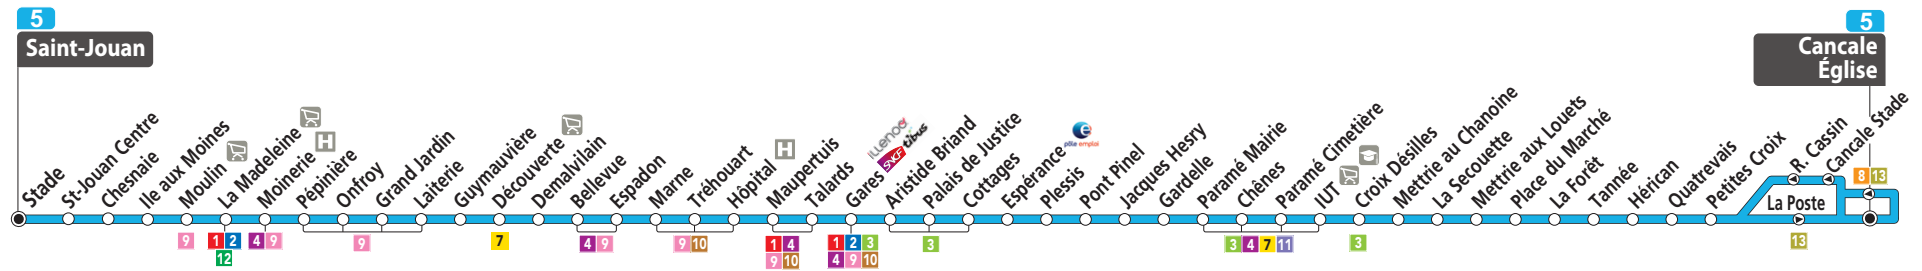 5
Saint-Jouan
5
Cancale
Église
Stade
St-Jouan Centre
Chesnaie
Ile aux Moines
Moulin
La Madeleine
Moinerie
H
Pépinière
Onfroy
Grand Jardin
Laiterie
Guymauvière
Découverte
Demalvilain
Bellevue
Espadon
Marne
Tréhouart
Hôpital
H
Maupertuis
Talards
Gares
illenoo
SNCF
tibus
Aristide Briand
Palais de Justice
Cottages
Espérance
pôle emploi
Plessis
Pont Pinel
Jacques Hesry
Gardelle
Paramé Mairie
Chênes
Paramé Cimetière
IUT
Croix Désilles
Mettrie au Chanoine
La Secouette
Mettrie aux Louets
Place du Marché
La Forêt
Tannée
Hérican
Quatrevais
Petites Croix
R. Cassin
Cancale Stade
8 13
La Poste
9
1 2
12
4 9
9
7
4 9
9 10
1 4
9 10
1 2 3
4 9 10
3
3 4 7 11
3
13